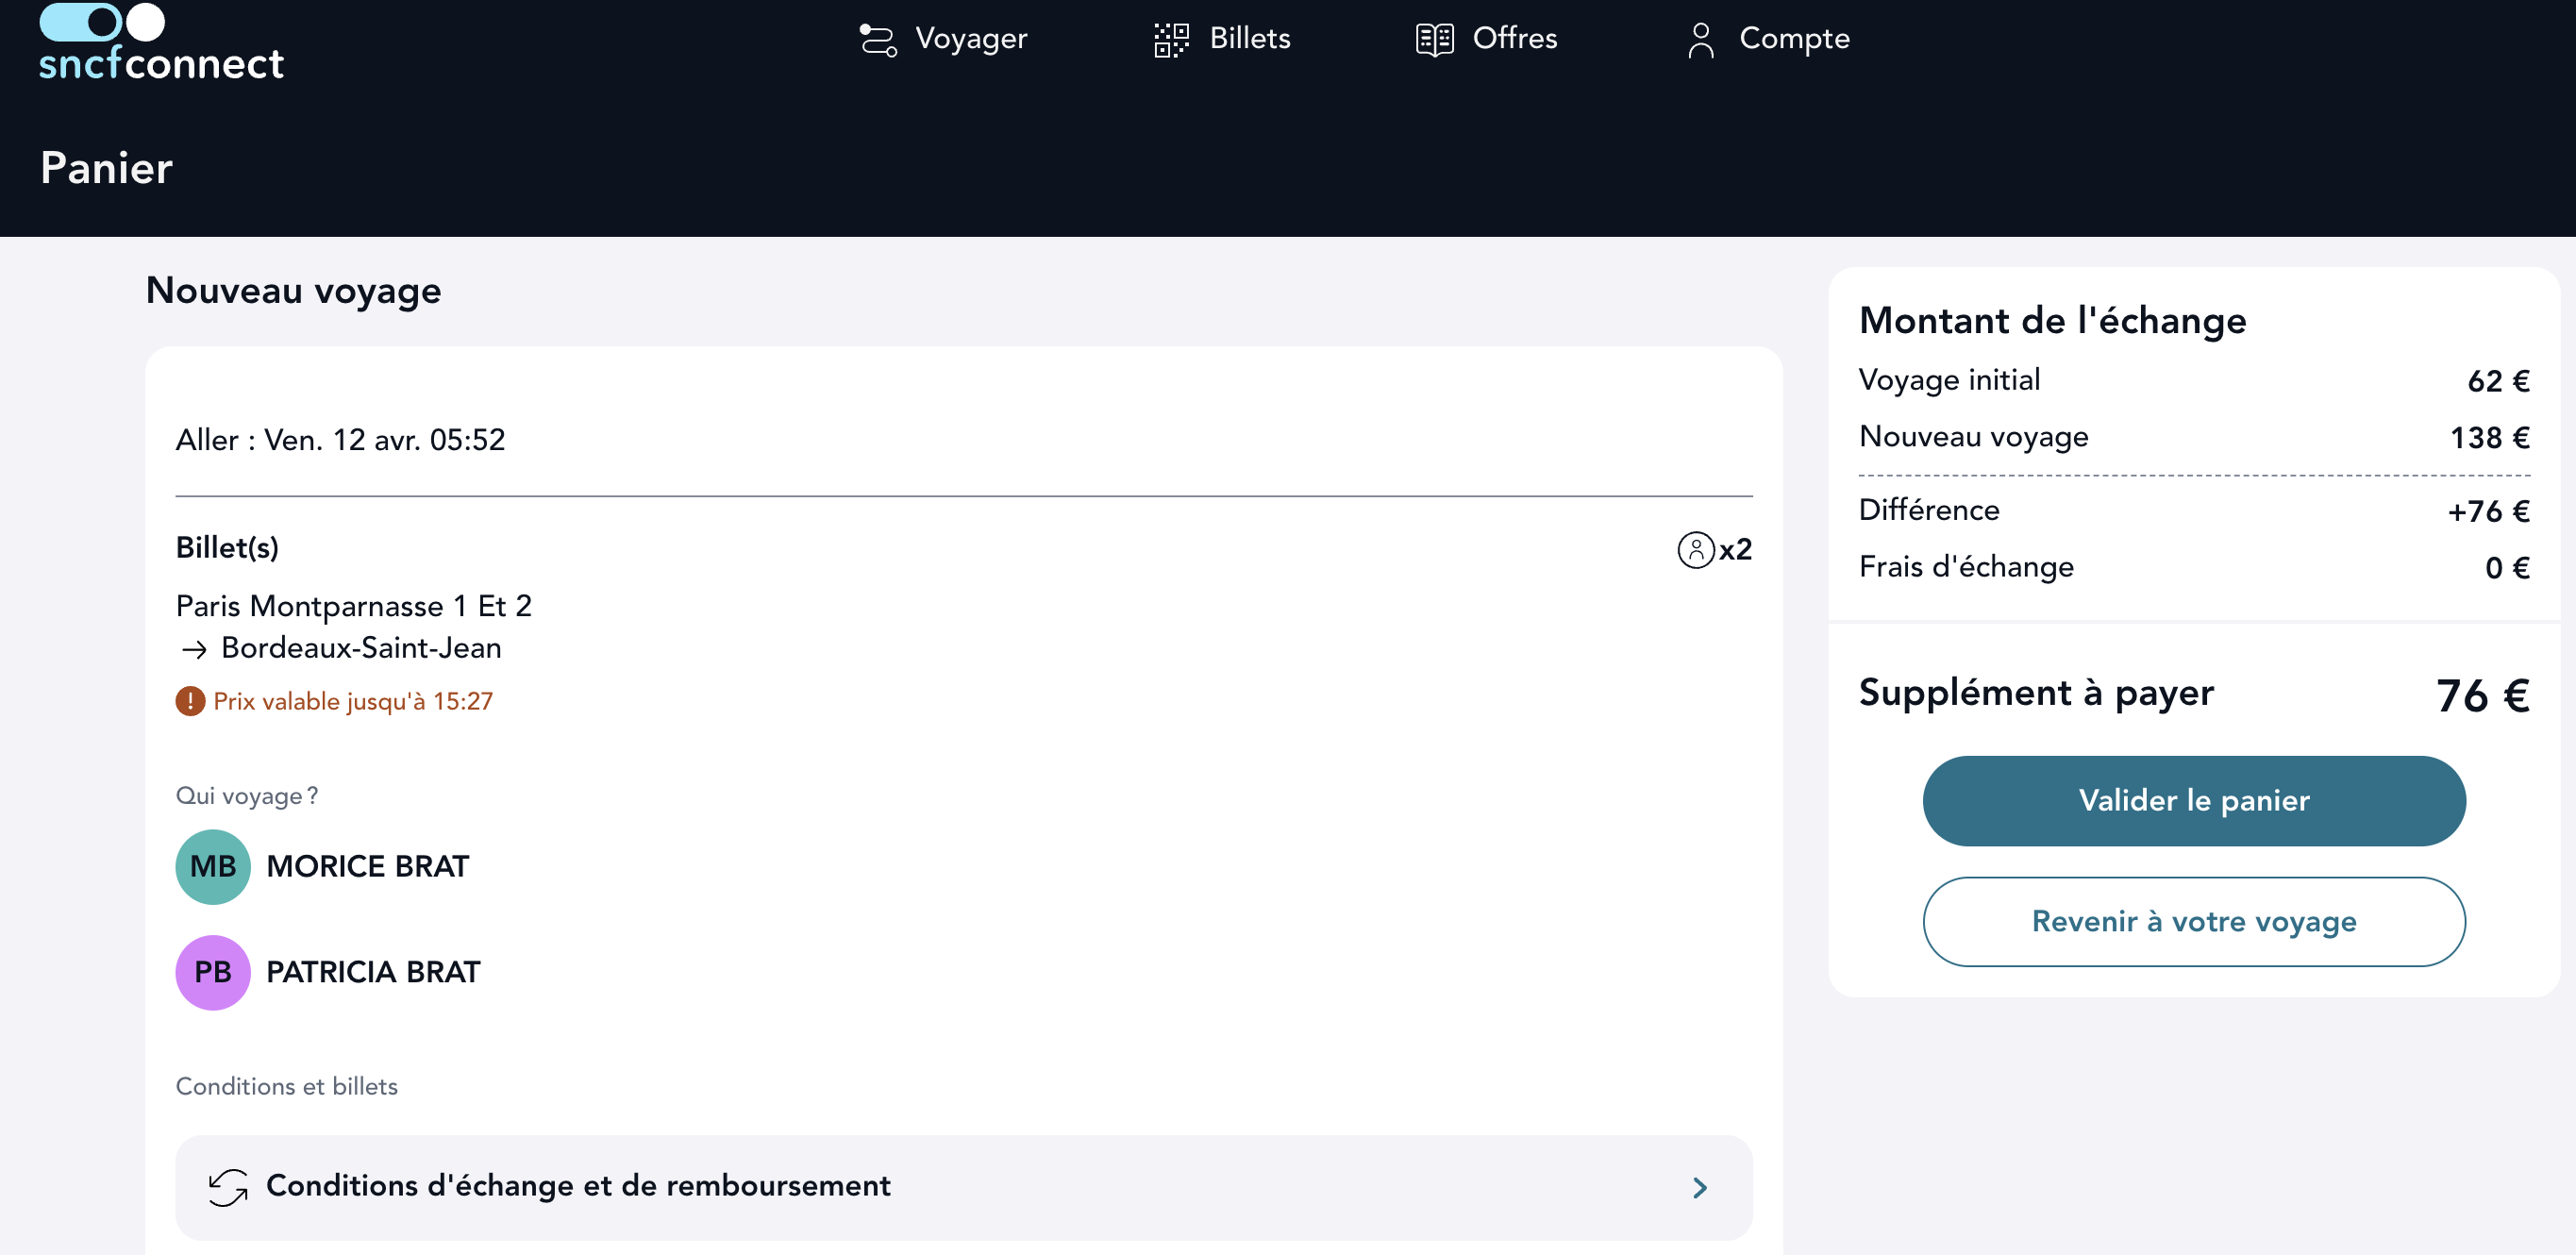 sncfconnect
Voyager
Billets
Offres
Compte
Panier
Nouveau voyage
Aller : Ven. 12 avr. 05:52
Billet(s)
x2
Paris Montparnasse 1 Et 2
→ Bordeaux-Saint-Jean
! Prix valable jusqu'à 15:27
Qui voyage ?
MB MORICE BRAT
PB PATRICIA BRAT
Conditions et billets
Conditions d'échange et de remboursement
Montant de l'échange
Voyage initial 62 €
Nouveau voyage 138 €
Différence +76 €
Frais d'échange 0 €
Supplément à payer 76 €
Valider le panier
Revenir à votre voyage